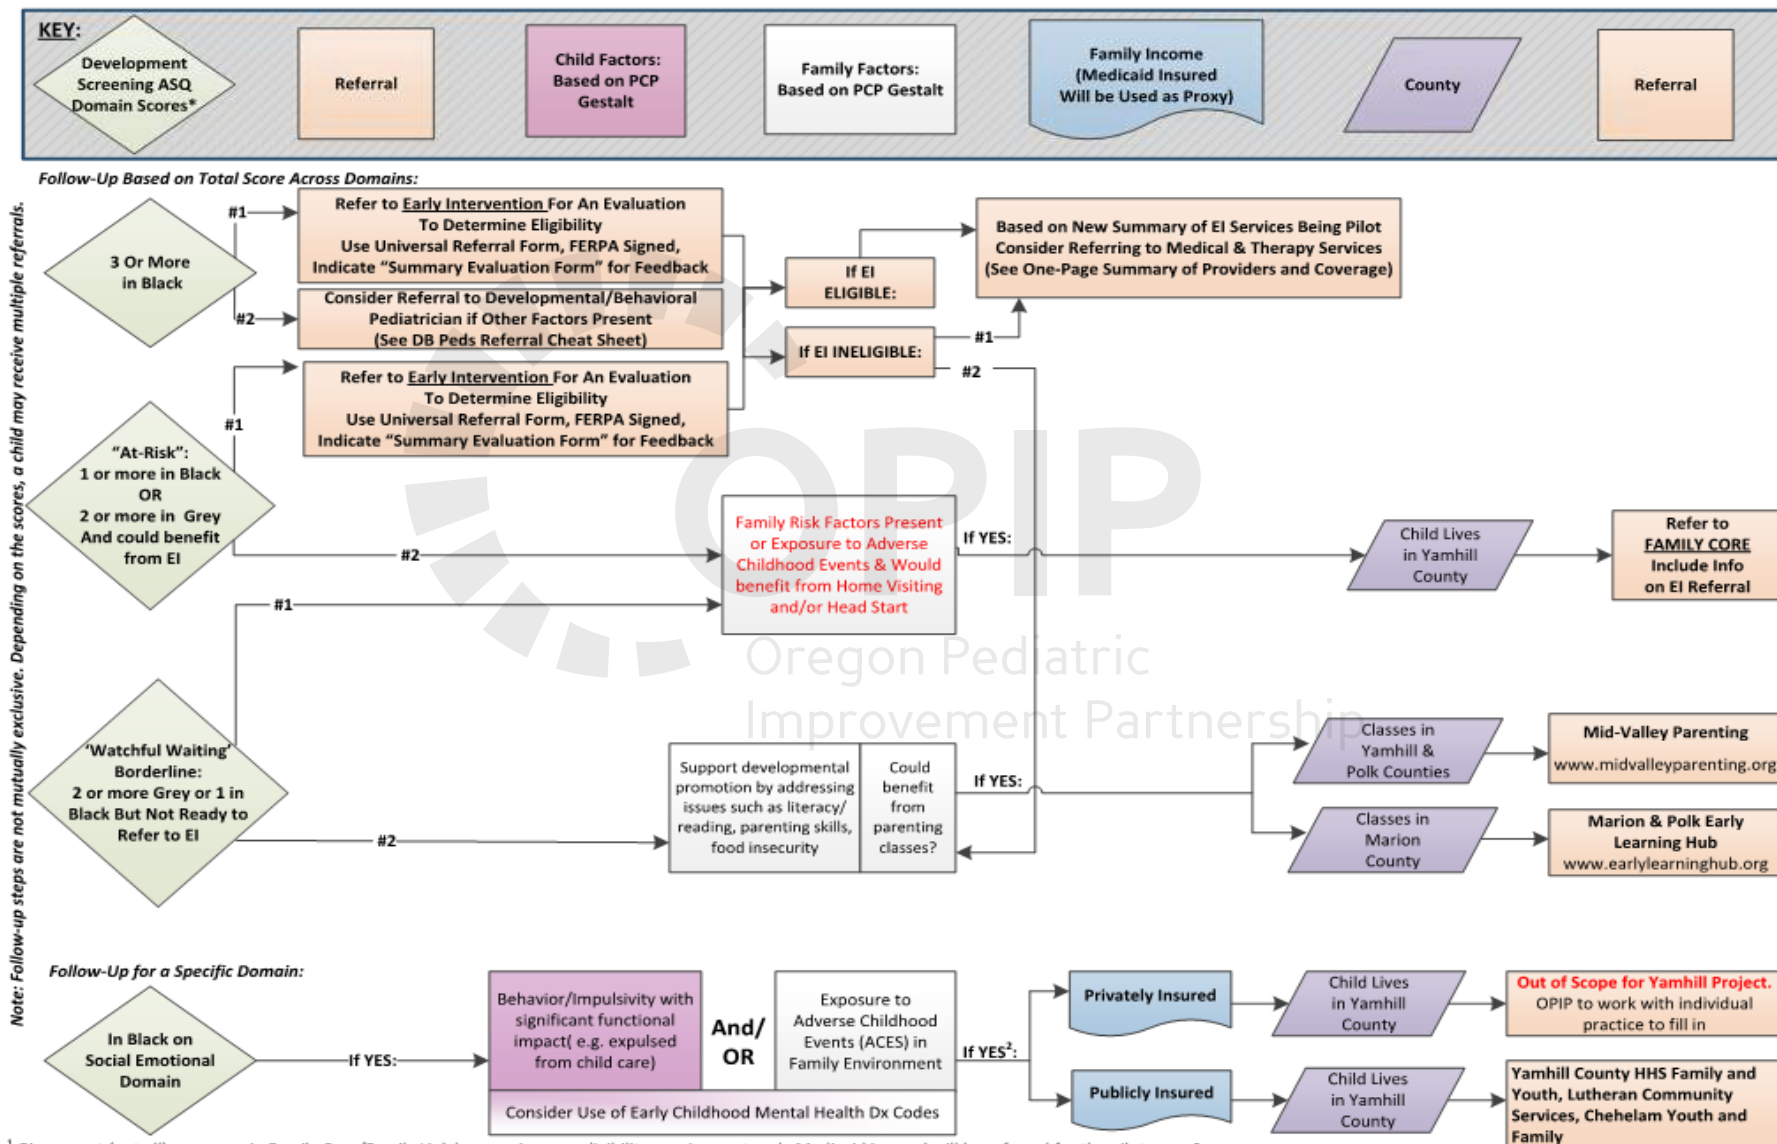 KEY:
Development
Screening ASQ
Domain Scores*
Referral
Child Factors:
Based on PCP
Gestalt
Family Factors:
Based on PCP Gestalt
Family Income
(Medicaid Insured
Will be Used as Proxy)
County
Referral
Note: Follow-up steps are not mutually exclusive. Depending on the scores, a child may receive multiple referrals.
Follow-Up Based on Total Score Across Domains:
3 Or More
in Black
#1
Refer to Early Intervention For An Evaluation
To Determine Eligibility
Use Universal Referral Form, FERPA Signed,
Indicate “Summary Evaluation Form” for Feedback
#2
Consider Referral to Developmental/Behavioral
Pediatrician if Other Factors Present
(See DB Peds Referral Cheat Sheet)
If EI
ELIGIBLE:
Based on New Summary of EI Services Being Pilot
Consider Referring to Medical & Therapy Services
(See One-Page Summary of Providers and Coverage)
If EI INELIGIBLE:
#1
#2
“At-Risk”:
1 or more in Black
OR
2 or more in Grey
And could benefit
from EI
#1
Refer to Early Intervention For An Evaluation
To Determine Eligibility
Use Universal Referral Form, FERPA Signed,
Indicate “Summary Evaluation Form” for Feedback
#2
Family Risk Factors Present
or Exposure to Adverse
Childhood Events & Would
benefit from Home Visiting
and/or Head Start
If YES:
Child Lives
in Yamhill
County
Refer to
FAMILY CORE
Include Info
on EI Referral
OPIP
Oregon Pediatric
Improvement Partnership
'Watchful Waiting'
Borderline:
2 or more Grey or 1 in
Black But Not Ready to
Refer to EI
#1
#2
Support developmental
promotion by addressing
issues such as literacy/
reading, parenting skills,
food insecurity
Could
benefit
from
parenting
classes?
If YES:
Classes in
Yamhill &
Polk Counties
Mid-Valley Parenting
www.midvalleyparenting.org
Classes in
Marion
County
Marion & Polk Early
Learning Hub
www.earlylearninghub.org
Follow-Up for a Specific Domain:
In Black on
Social Emotional
Domain
If YES:
Behavior/Impulsivity with
significant functional
impact( e.g. expulsed
from child care)
And/
OR
Exposure to
Adverse Childhood
Events (ACES) in
Family Environment
Consider Use of Early Childhood Mental Health Dx Codes
If YES²:
Privately Insured
Child Lives
in Yamhill
County
Out of Scope for Yamhill Project.
OPIP to work with individual
practice to fill in
Publicly Insured
Child Lives
in Yamhill
County
Yamhill County HHS Family and
Youth, Lutheran Community
Services, Chehelam Youth and
Family